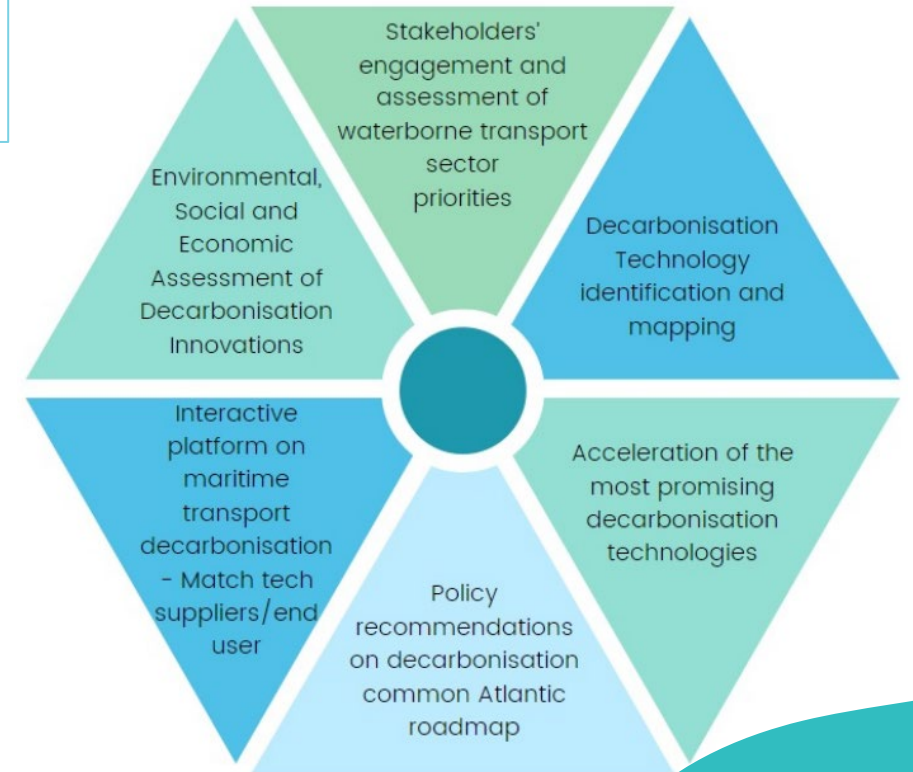 Stakeholders'
engagement and
assessment of
waterborne transport
sector
priorities
Decarbonisation
Technology
identification and
mapping
Acceleration of the
most promising
decarbonisation
technologies
Policy
recommendations
on decarbonisation
common Atlantic
roadmap
Interactive
platform on
maritime
transport
decarbonisation
- Match tech
suppliers/end
user
Environmental,
Social and
Economic
Assessment of
Decarbonisation
Innovations